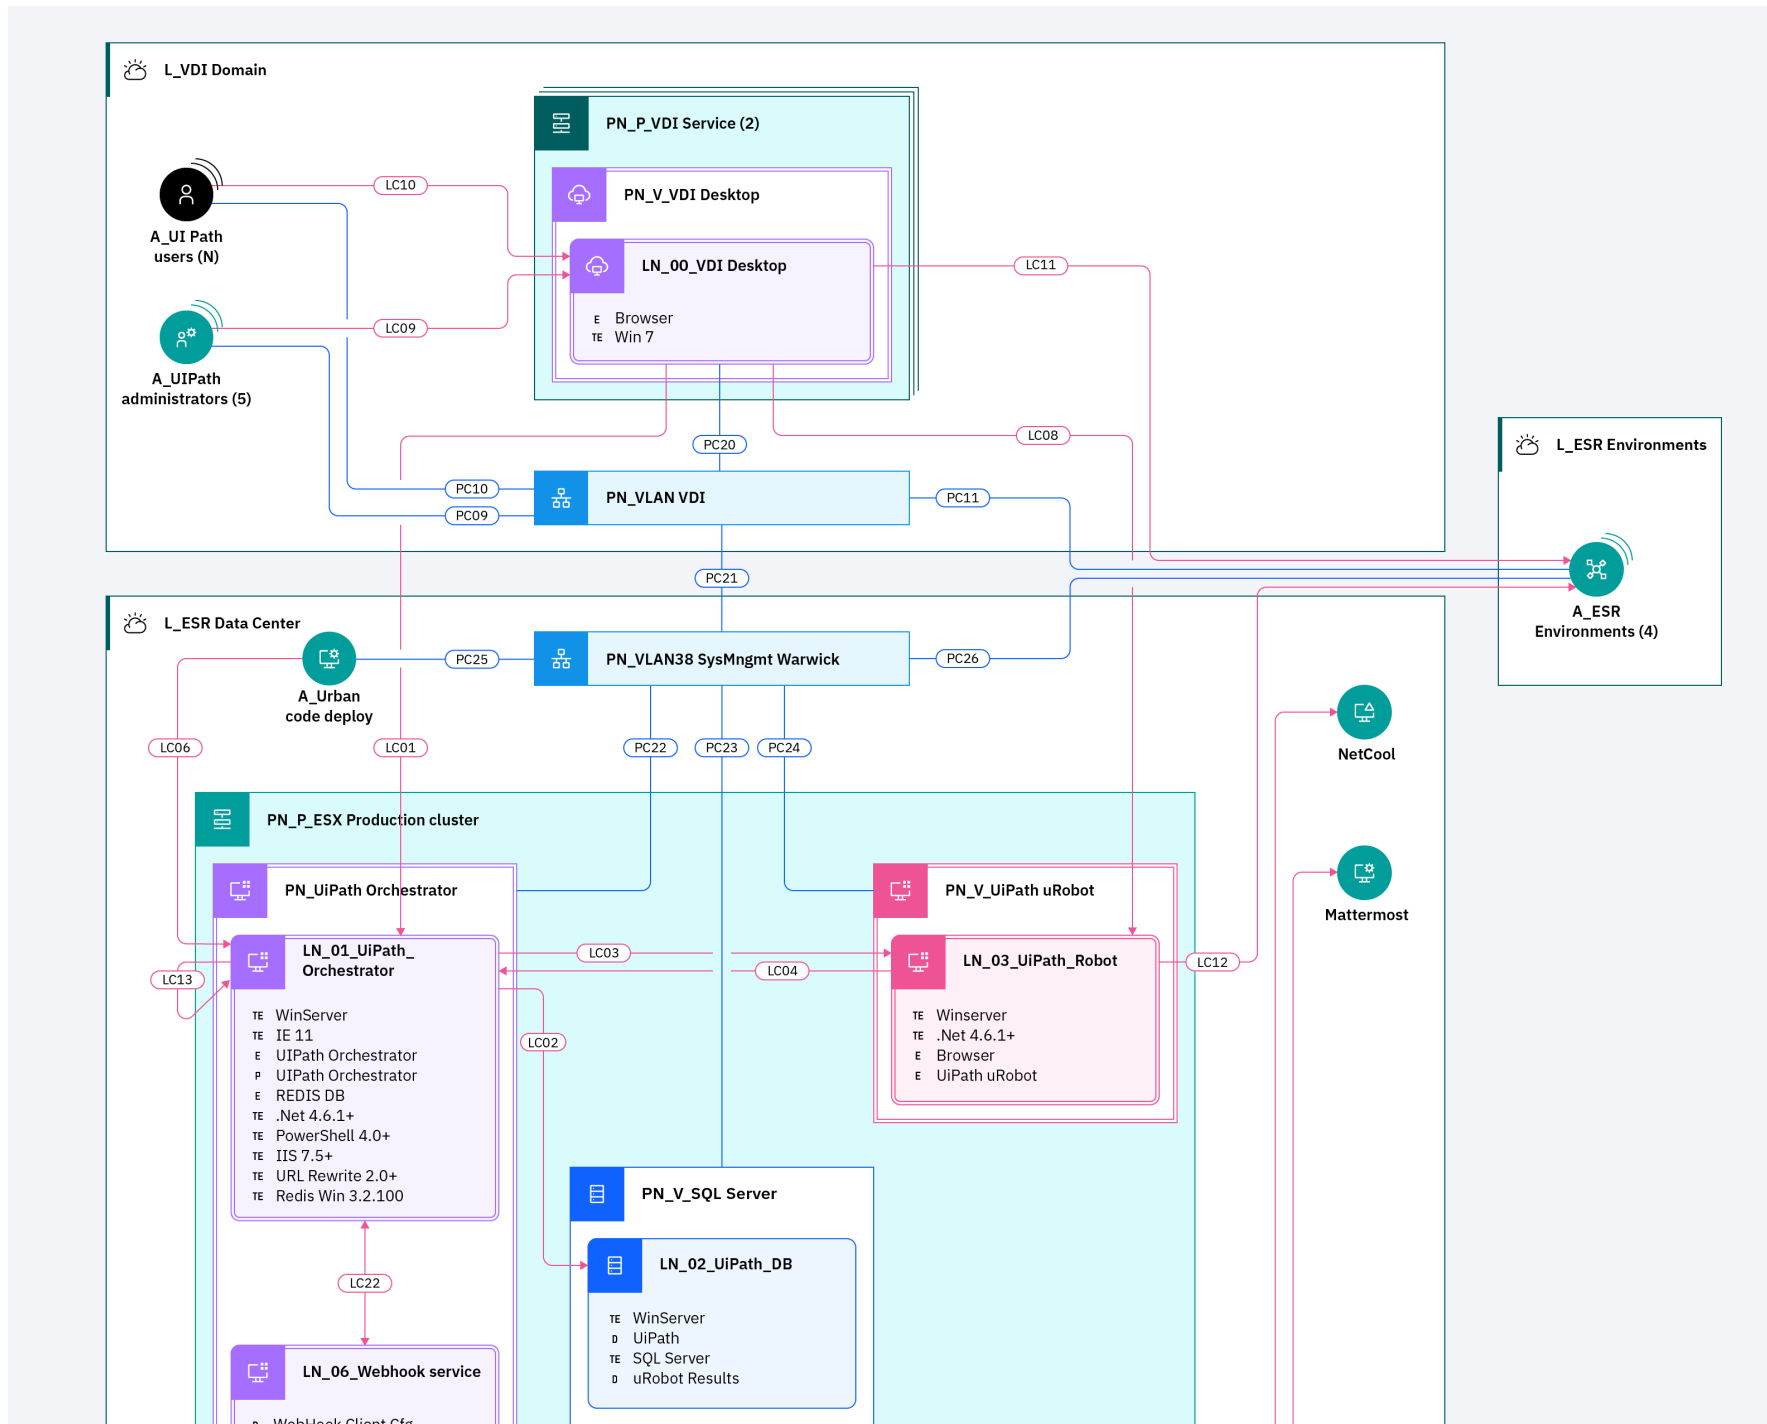 L_VDI Domain
PN_P_VDI Service (2)
PN_V_VDI Desktop
LC10
A_UI Path
users (N)
LN_00_VDI Desktop
LC11
E Browser
TE Win 7
LC09
A_UIPath
administrators (5)
PC20
LC08
L_ESR Environments
PC10
PN_VLAN VDI
PC11
PC09
PC21
A_ESR
Environments (4)
L_ESR Data Center
PC25
PN_VLAN38 SysMngmt Warwick
PC26
A_Urban
code deploy
LC06
LC01
PC22
PC23
PC24
NetCool
PN_P_ESX Production cluster
PN_UiPath Orchestrator
PN_V_UiPath uRobot
Mattermost
LN_01_UiPath_
Orchestrator
LC03
LC04
LN_03_UiPath_Robot
LC12
LC13
TE WinServer
TE IE 11
E UIPath Orchestrator
P UIPath Orchestrator
E REDIS DB
TE .Net 4.6.1+
TE PowerShell 4.0+
TE IIS 7.5+
TE URL Rewrite 2.0+
TE Redis Win 3.2.100
LC02
TE Winserver
TE .Net 4.6.1+
E Browser
E UiPath uRobot
PN_V_SQL Server
LN_02_UiPath_DB
LC22
TE WinServer
D UiPath
TE SQL Server
D uRobot Results
LN_06_Webhook service
WebHook Client Cfg